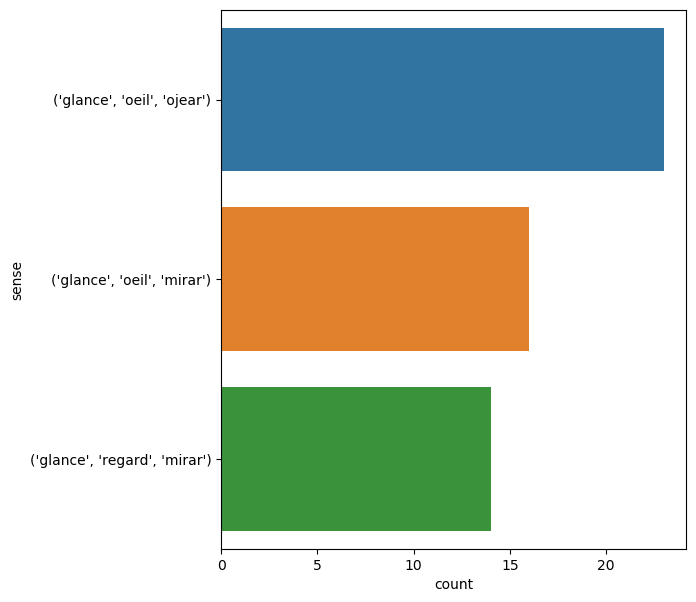 ('glance', 'oeil', 'ojear')
('glance', 'oeil', 'mirar')
('glance', 'regard', 'mirar')
sense
0 5 10 15 20
count